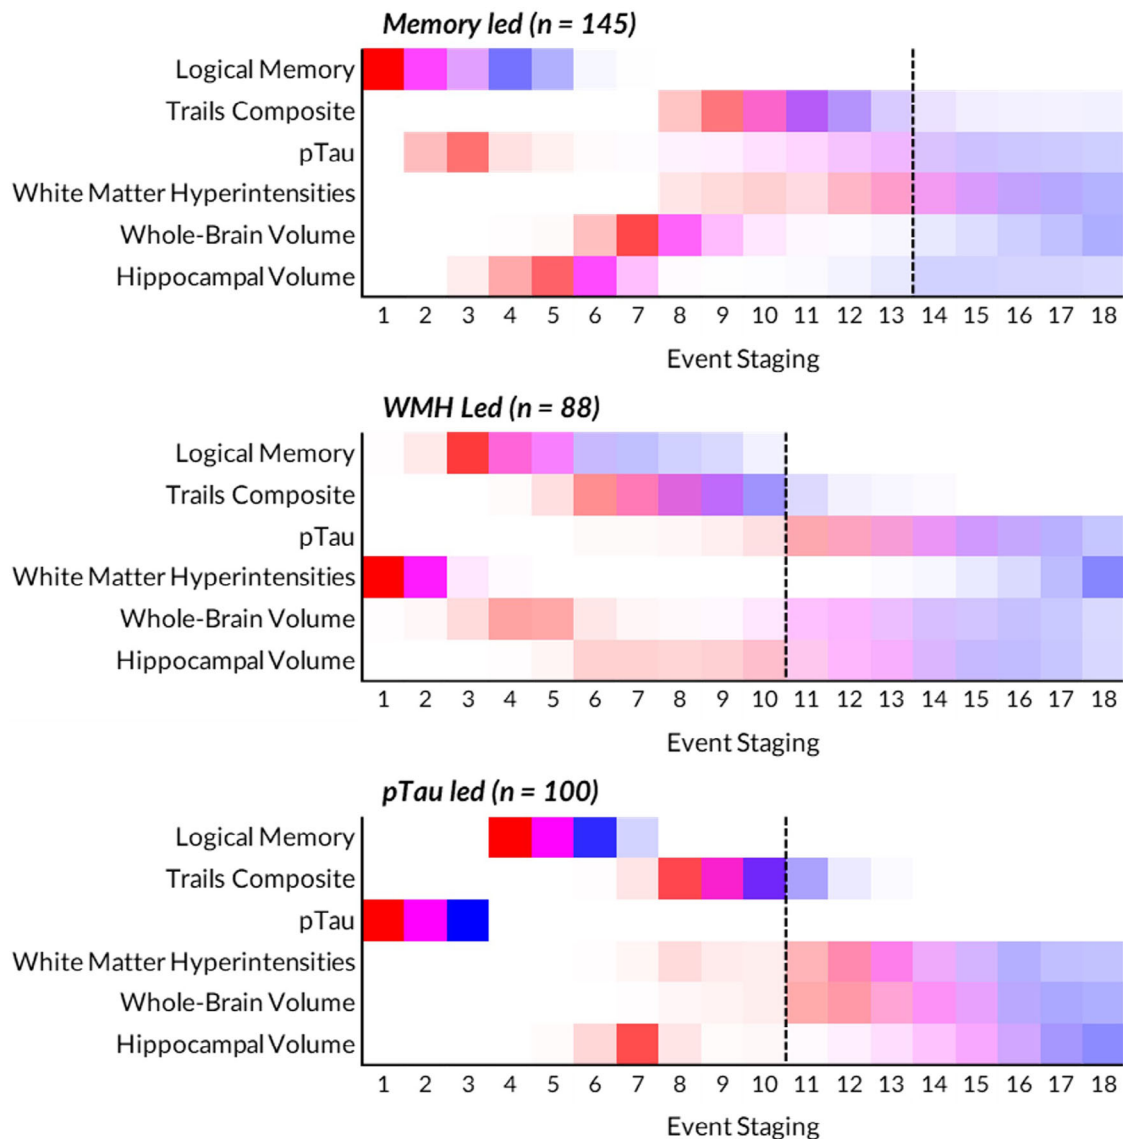 Memory led (n = 145)
Logical Memory
Trails Composite
pTau
White Matter Hyperintensities
Whole-Brain Volume
Hippocampal Volume
1 2 3 4 5 6 7 8 9 10 11 12 13 14 15 16 17 18
Event Staging
WMH Led (n = 88)
Logical Memory
Trails Composite
pTau
White Matter Hyperintensities
Whole-Brain Volume
Hippocampal Volume
1 2 3 4 5 6 7 8 9 10 11 12 13 14 15 16 17 18
Event Staging
pTau led (n = 100)
Logical Memory
Trails Composite
pTau
White Matter Hyperintensities
Whole-Brain Volume
Hippocampal Volume
1 2 3 4 5 6 7 8 9 10 11 12 13 14 15 16 17 18
Event Staging